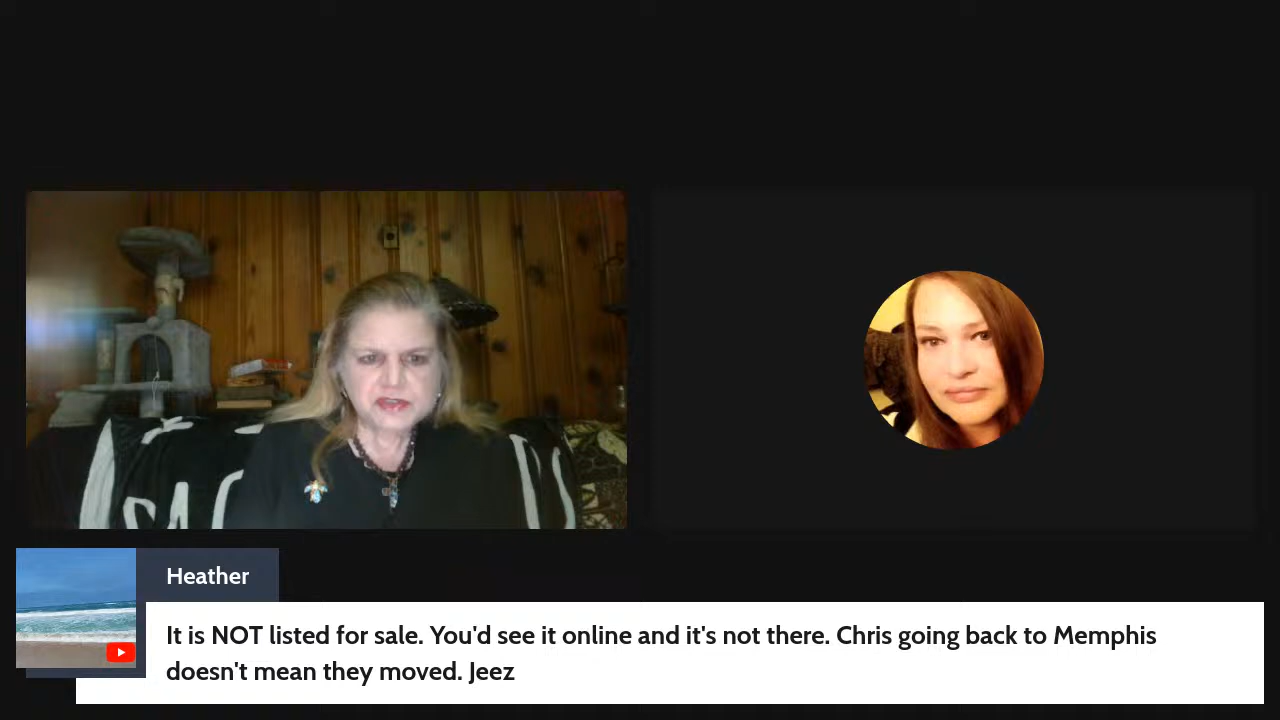 Heather
It is NOT listed for sale. You'd see it online and it's not there. Chris going back to Memphis
doesn't mean they moved. Jeez